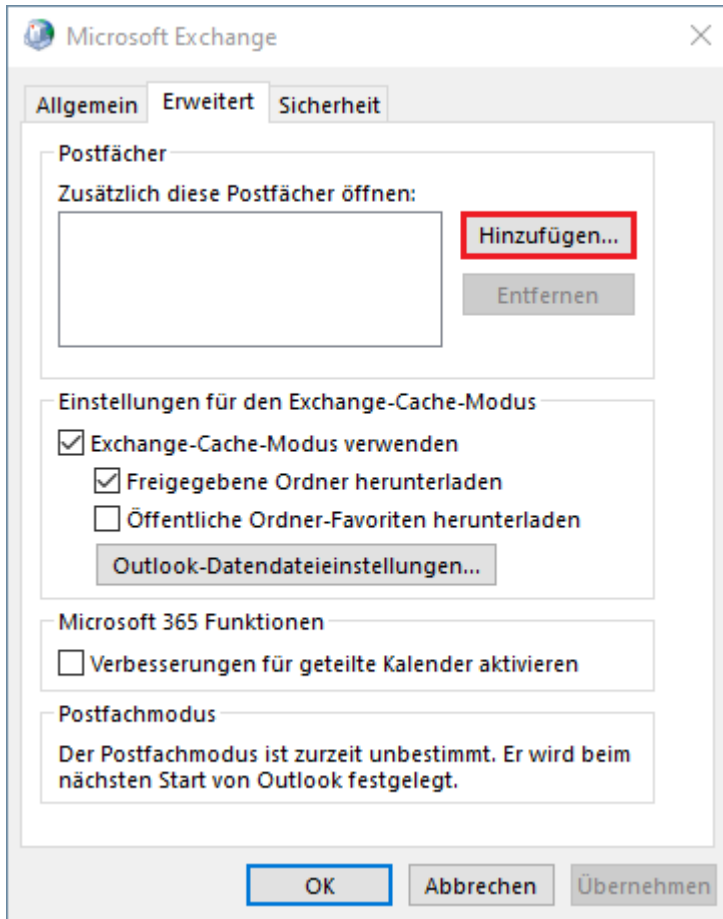 Microsoft Exchange
Allgemein Erweitert Sicherheit
Postfächer
Zusätzlich diese Postfächer öffnen:
Hinzufügen...
Entfernen
Einstellungen für den Exchange-Cache-Modus
Exchange-Cache-Modus verwenden
Freigegebene Ordner herunterladen
Öffentliche Ordner-Favoriten herunterladen
Outlook-Datendateieinstellungen...
Microsoft 365 Funktionen
Verbesserungen für geteilte Kalender aktivieren
Postfachmodus
Der Postfachmodus ist zurzeit unbestimmt. Er wird beim
nächsten Start von Outlook festgelegt.
OK Abbrechen Übernehmen